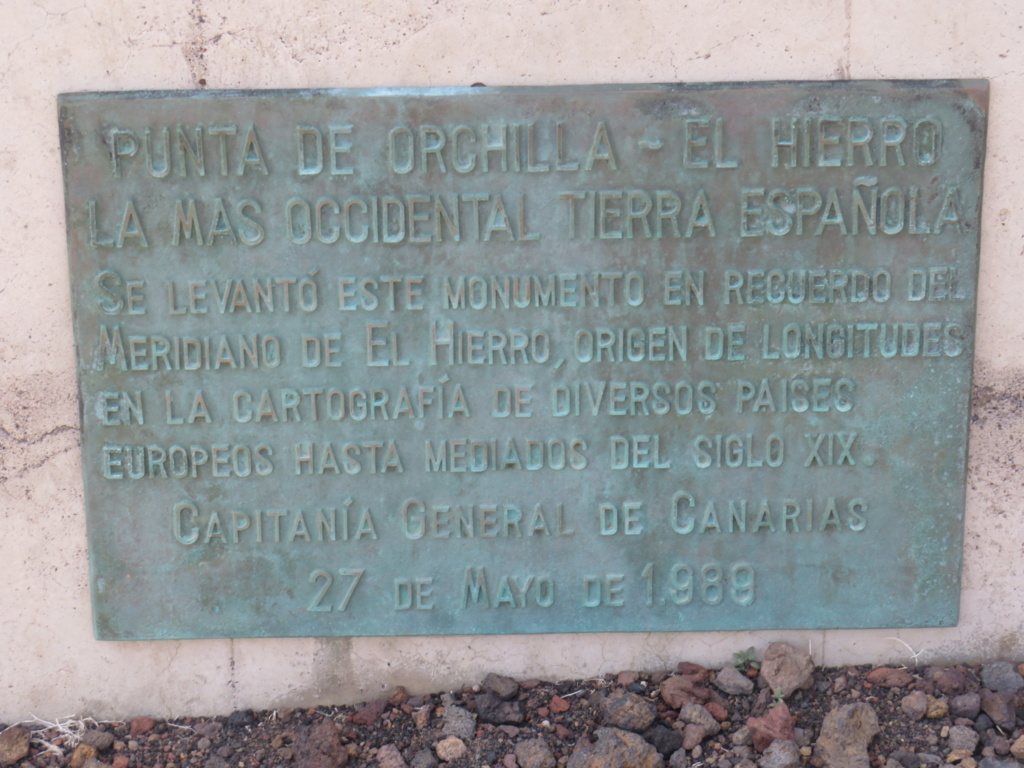 PUNTA DE ORCHILLA ~ EL HIERRO
LA MAS OCCIDENTAL TIERRA ESPAÑOLA
SE LEVANTÓ ESTE MONUMENTO EN RECUERDO DEL
MERIDIANO DE EL HIERRO, ORIGEN DE LONGITUDES
EN LA CARTOGRAFÍA DE DIVERSOS PAISES
EUROPEOS HASTA MEDIADOS DEL SIGLO XIX.
CAPITANÍA GENERAL DE CANARIAS
27 DE MAYO DE 1.989